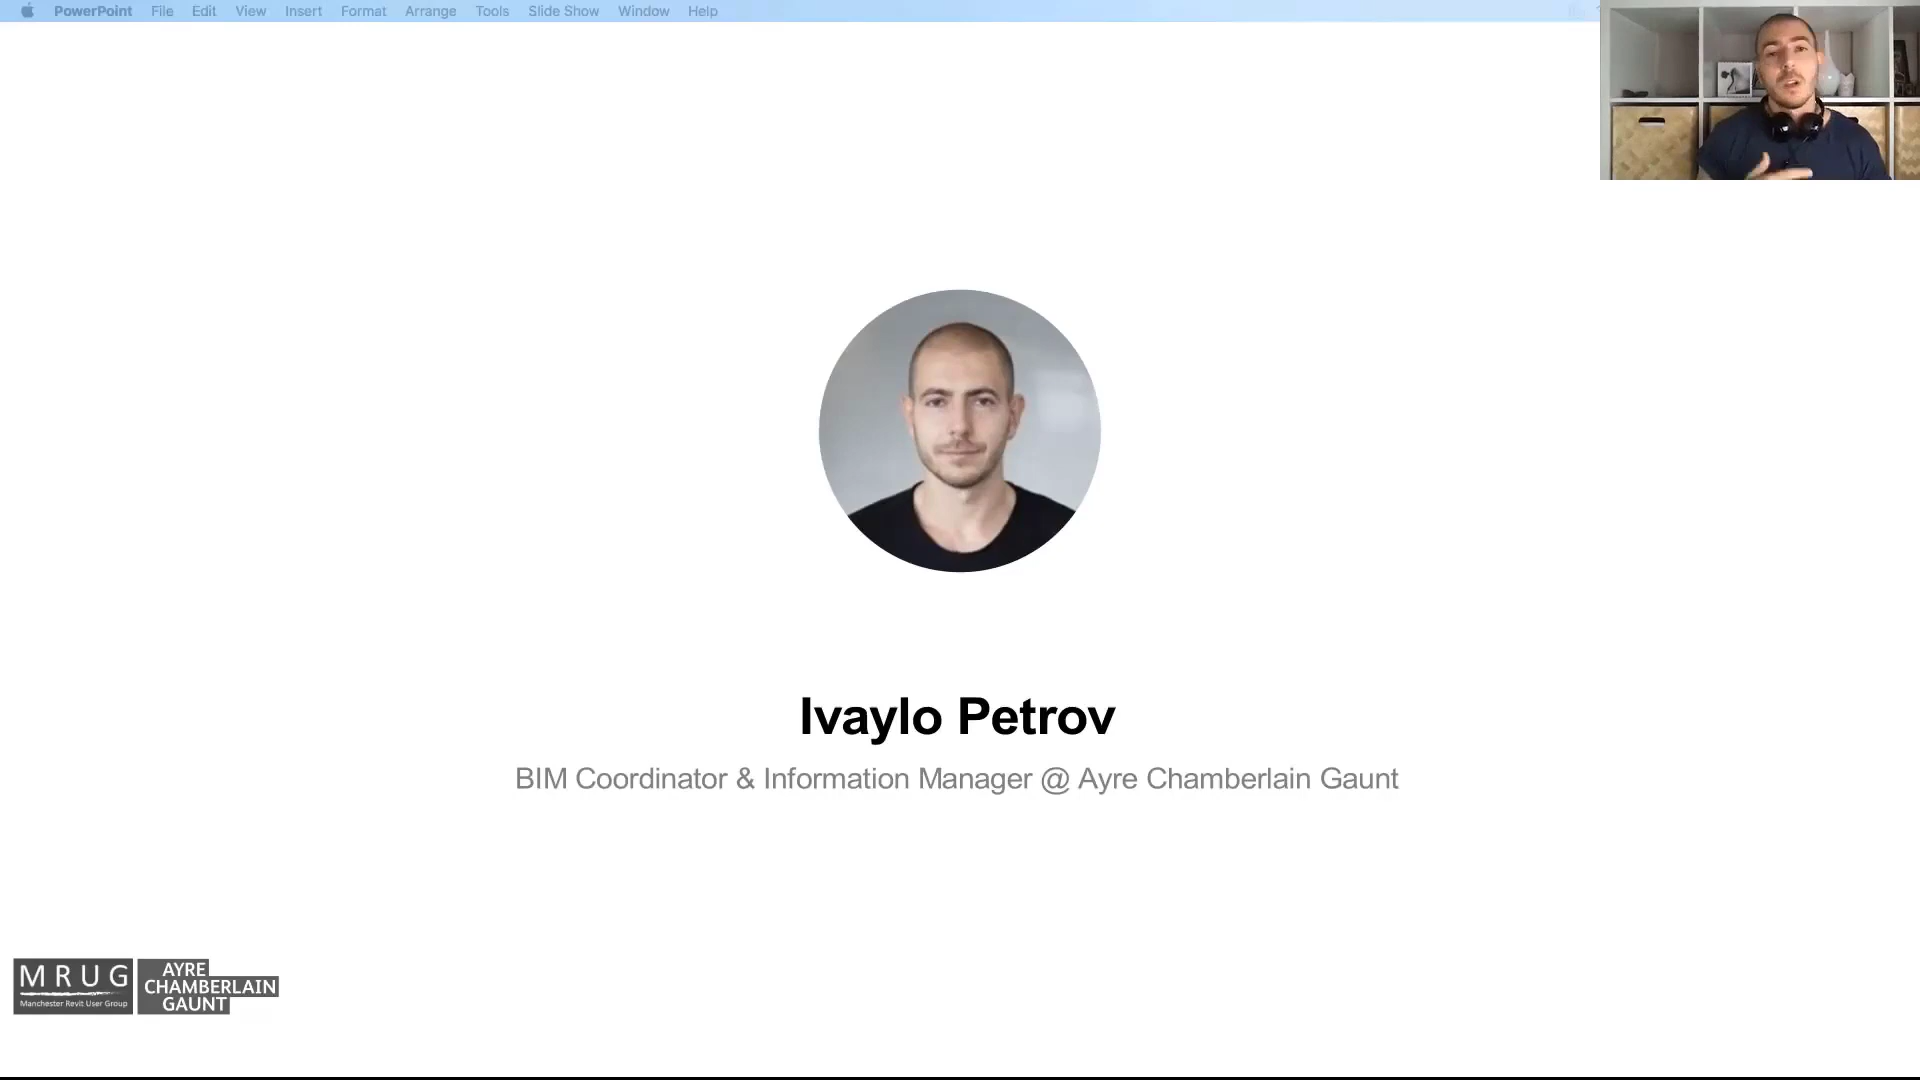 PowerPoint File Edit View Insert Format Arrange Tools Slide Show Window Help
Ivaylo Petrov
BIM Coordinator & Information Manager @ Ayre Chamberlain Gaunt
MRUG
Manchester Revit User Group
AYRE
CHAMBERLAIN
GAUNT